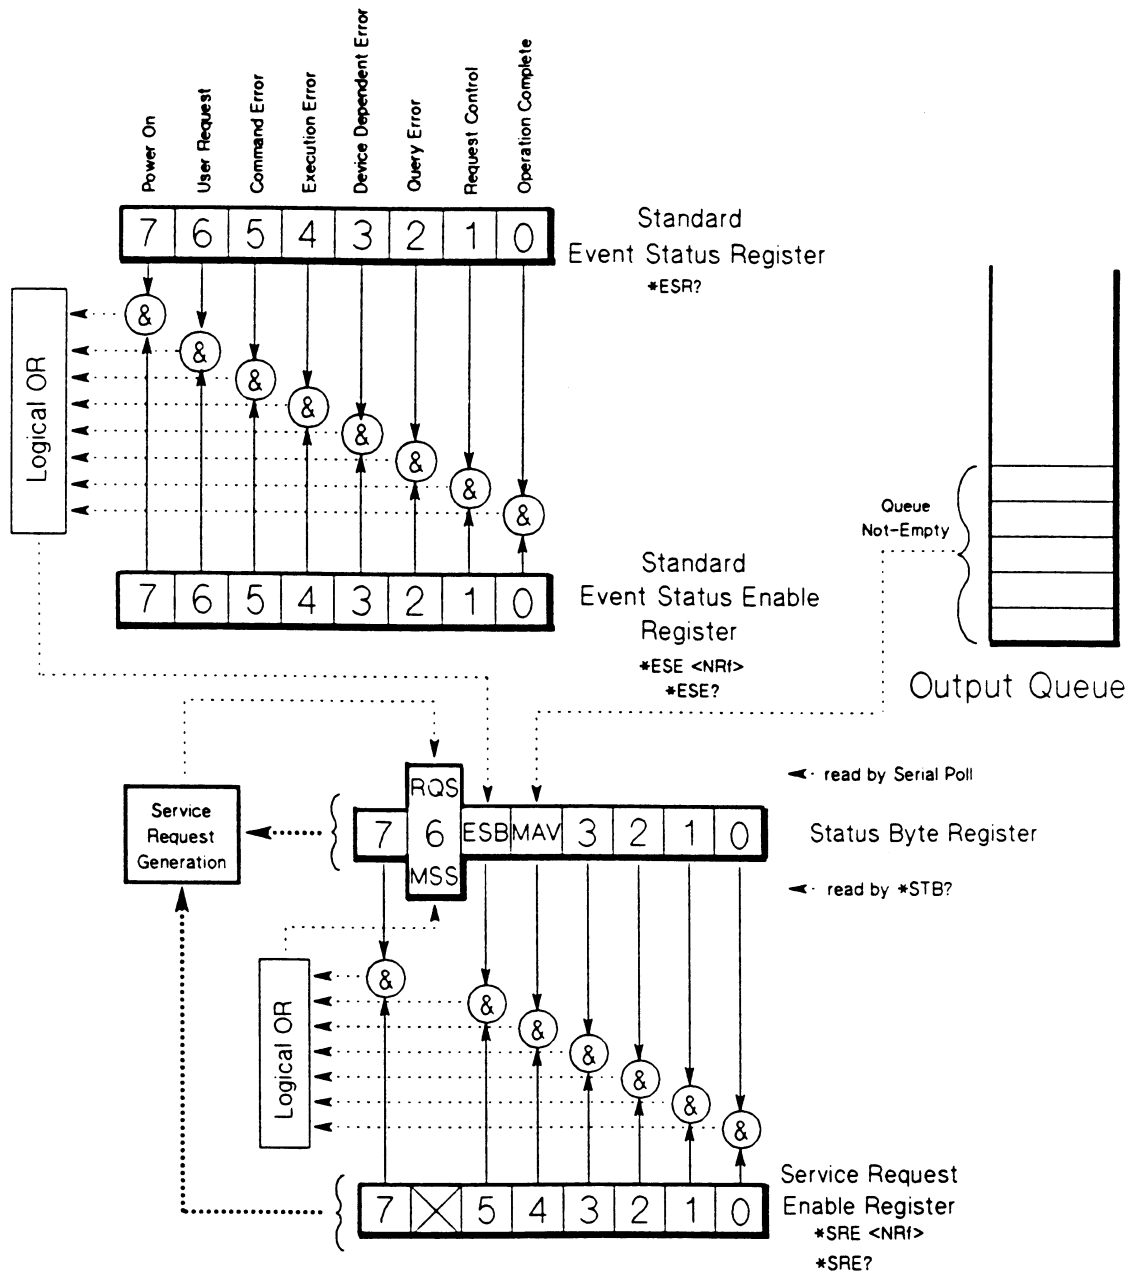 Power On
User Request
Command Error
Execution Error
Device Dependent Error
Query Error
Request Control
Operation Complete
7 6 5 4 3 2 1 0
Standard
Event Status Register
*ESR?
&
&
&
&
&
&
&
&
Logical OR
Queue
Not-Empty
Output Queue
7 6 5 4 3 2 1 0
Standard
Event Status Enable
Register
*ESE <NRf>
*ESE?
read by Serial Poll
Service
Request
Generation
RQS
7 6 ESB MAV 3 2 1 0
MSS
Status Byte Register
read by *STB?
&
&
&
&
&
&
&
Logical OR
7 5 4 3 2 1 0
Service Request
Enable Register
*SRE <NRf>
*SRE?